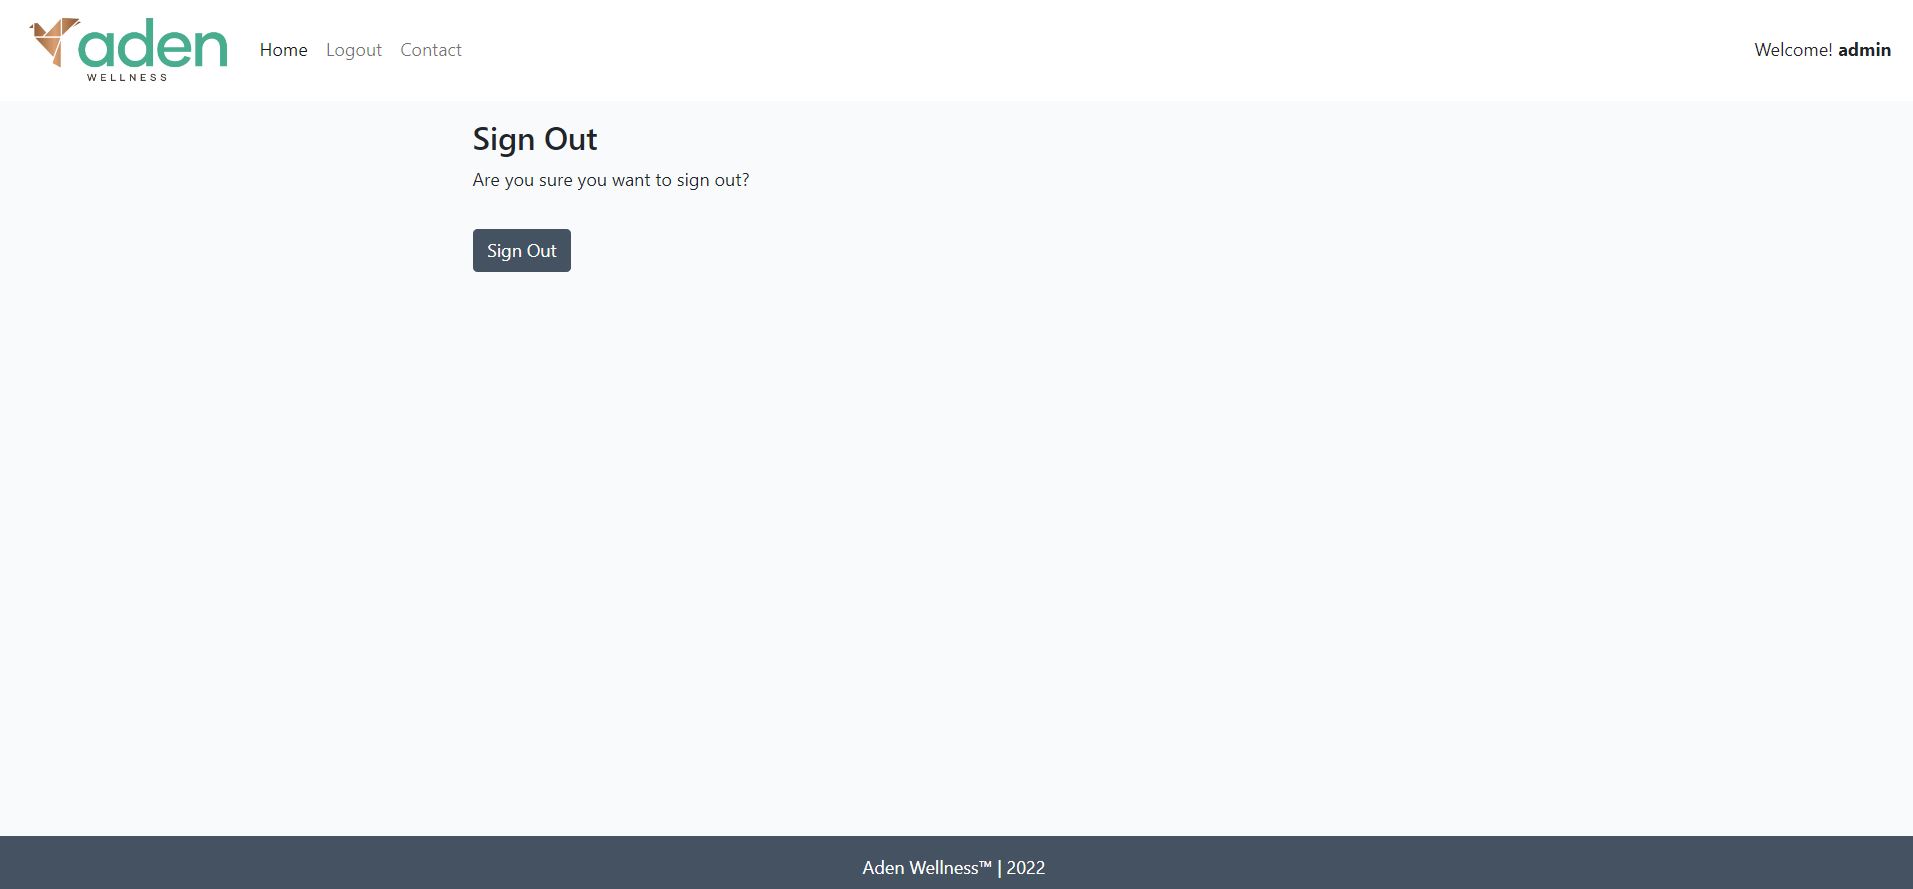 aden
WELLNESS
Home Logout Contact
Welcome! admin
Sign Out
Are you sure you want to sign out?
Sign Out
Aden Wellness™ | 2022